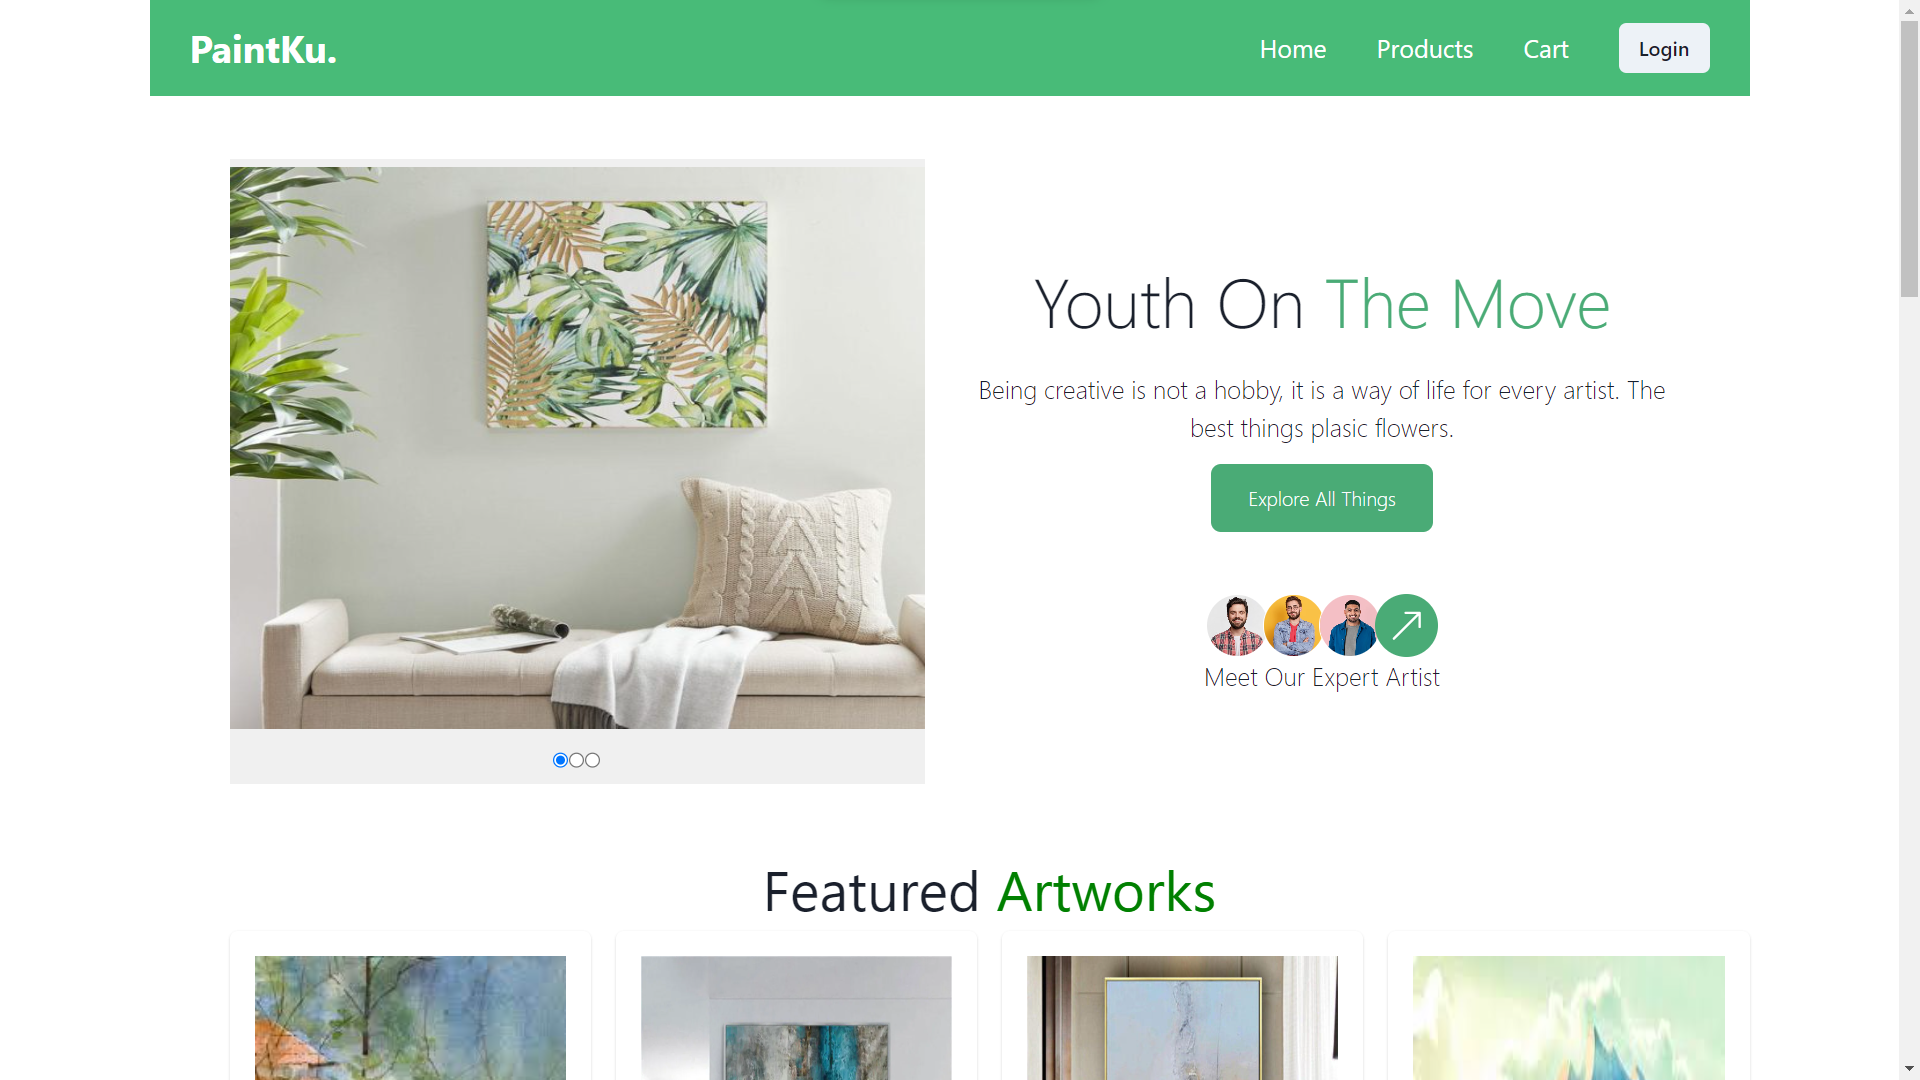 PaintKu.
Home
Products
Cart
Login
Youth On The Move
Being creative is not a hobby, it is a way of life for every artist. The
best things plasic flowers.
Explore All Things
Meet Our Expert Artist
Featured Artworks